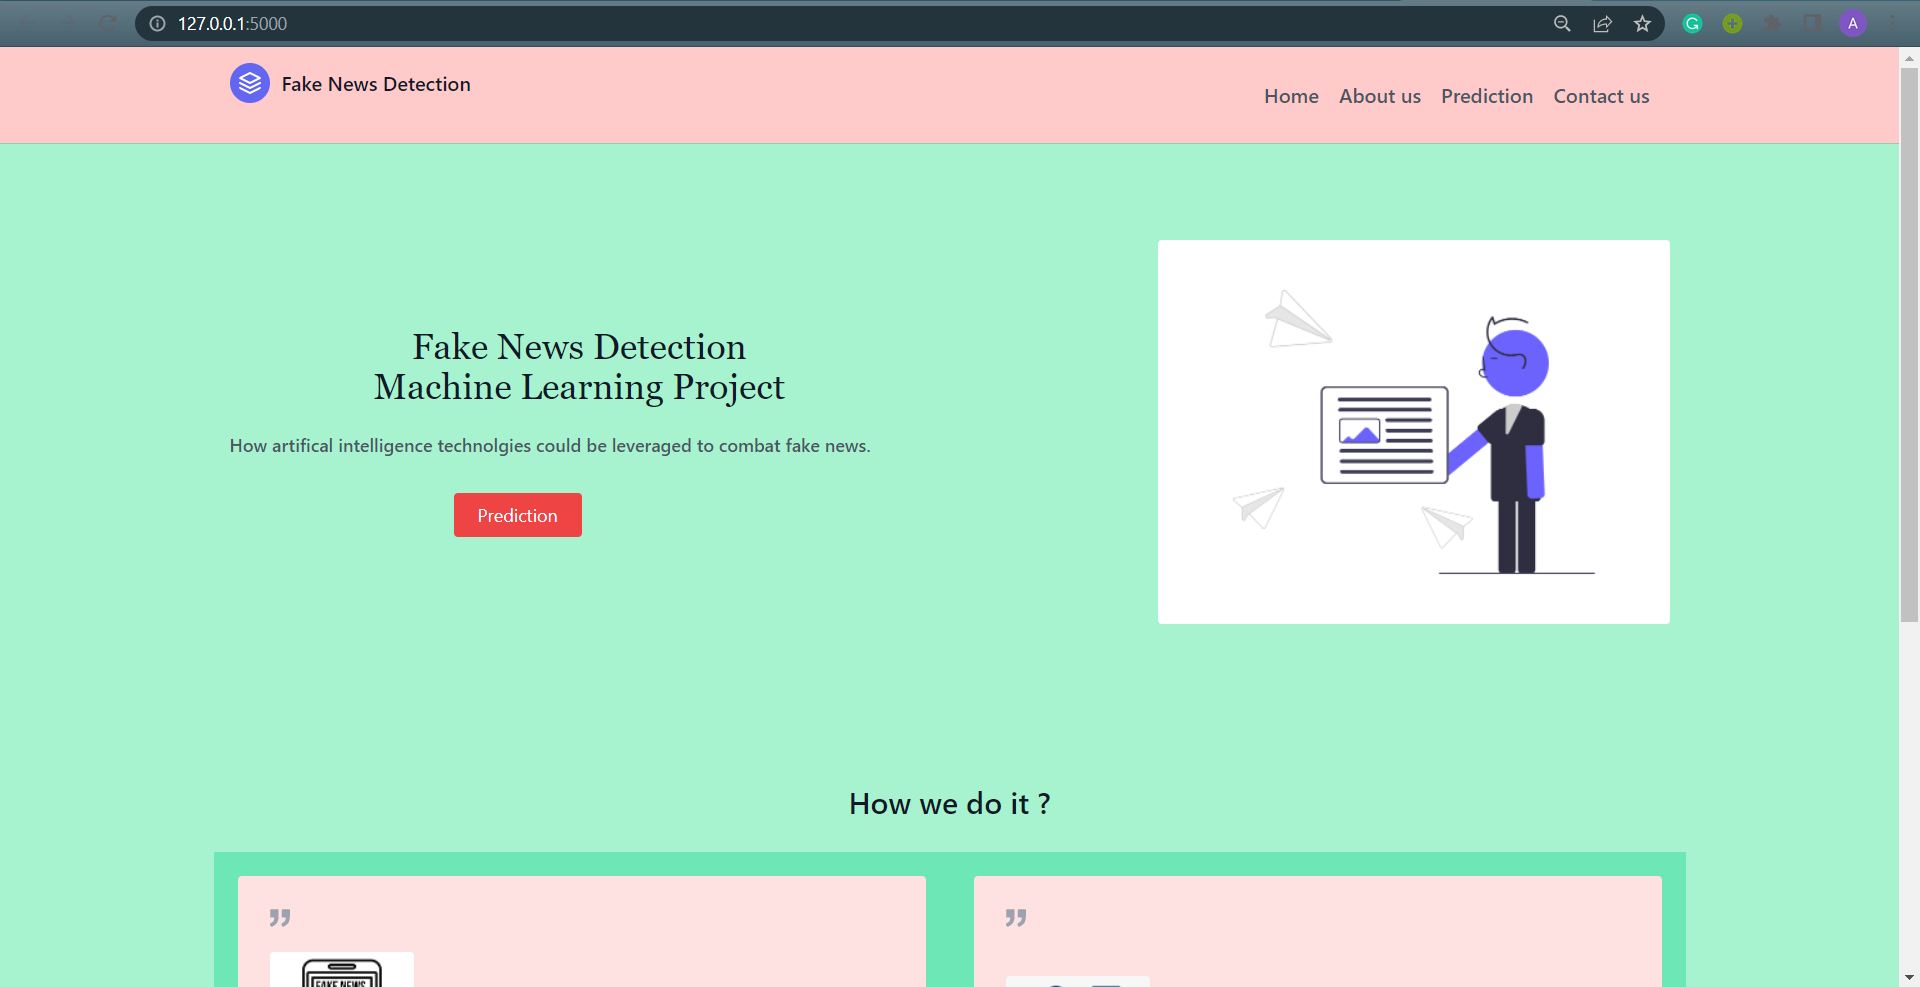 127.0.0.1:5000
A
Fake News Detection
Home About us Prediction Contact us
Fake News Detection
Machine Learning Project
How artifical intelligence technolgies could be leveraged to combat fake news.
Prediction
How we do it ?
”
”
FAKE NEWS